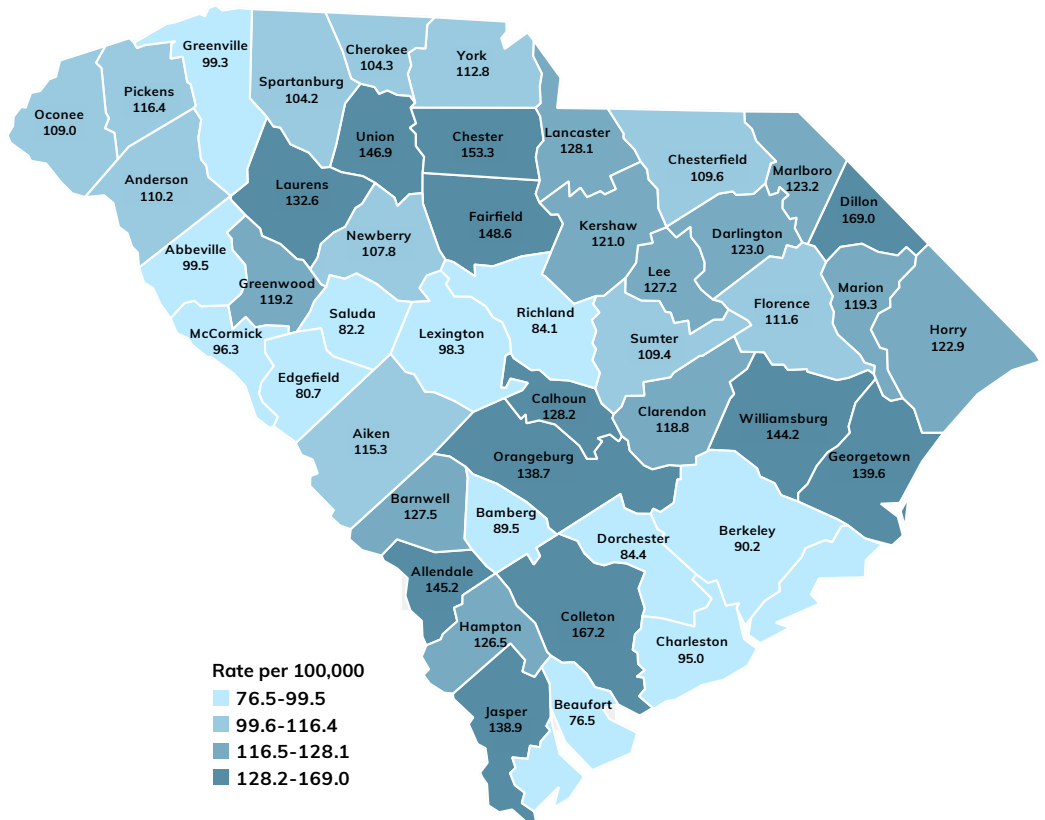 Greenville
99.3
Cherokee
104.3
York
112.8
Spartanburg
104.2
Pickens
116.4
Oconee
109.0
Union
146.9
Chester
153.3
Lancaster
128.1
Chesterfield
109.6
Marlboro
123.2
Anderson
110.2
Laurens
132.6
Dillon
169.0
Fairfield
148.6
Kershaw
121.0
Darlington
123.0
Newberry
107.8
Abbeville
99.5
Greenwood
119.2
Lee
127.2
Marion
119.3
Florence
111.6
Saluda
82.2
Richland
84.1
Horry
122.9
McCormick
96.3
Lexington
98.3
Sumter
109.4
Edgefield
80.7
Calhoun
128.2
Clarendon
118.8
Williamsburg
144.2
Aiken
115.3
Orangeburg
138.7
Georgetown
139.6
Barnwell
127.5
Bamberg
89.5
Berkeley
90.2
Dorchester
84.4
Allendale
145.2
Colleton
167.2
Hampton
126.5
Charleston
95.0
Jasper
138.9
Beaufort
76.5
Rate per 100,000
76.5-99.5
99.6-116.4
116.5-128.1
128.2-169.0